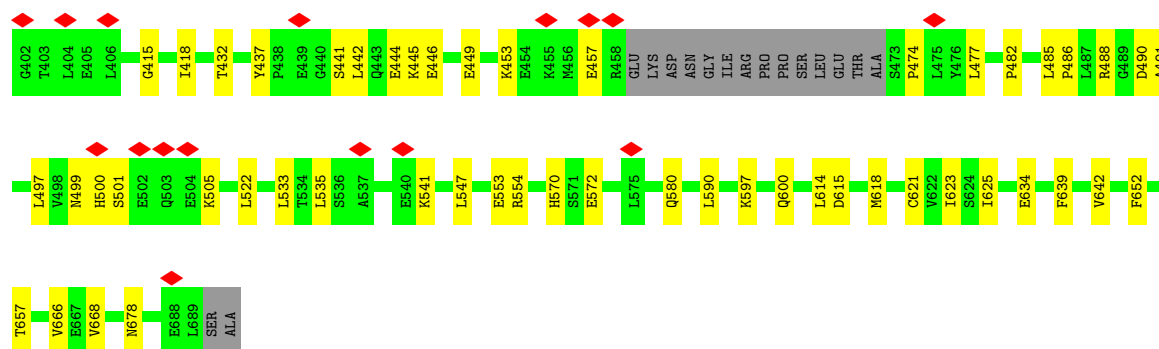 G402 T403 L404 E405 L406 G415 I418 T432 Y437 P438 E439 G440 S441 L442 Q443 E444 K445 E446 E449 K453 E454 K455 M456 E457 R458 GLU LYS ASP ASN GLY ILE ARG PRO PRO SER LEU GLU THR ALA S473 P474 L475 Y476 L477 P482 L485 P486 L487 R488 G489 D490
L497 V498 N499 H500 S501 E502 Q503 E504 K505 L522 L533 T534 L535 S536 A537 E540 K541 L547 E553 R554 H570 S571 E572 L575 Q580 L590 K597 Q600 L614 D615 M618 C621 V622 I623 S624 I625 E634 F639 V642 F652
T657 V666 E667 V668 N678 E688 L689 SER ALA